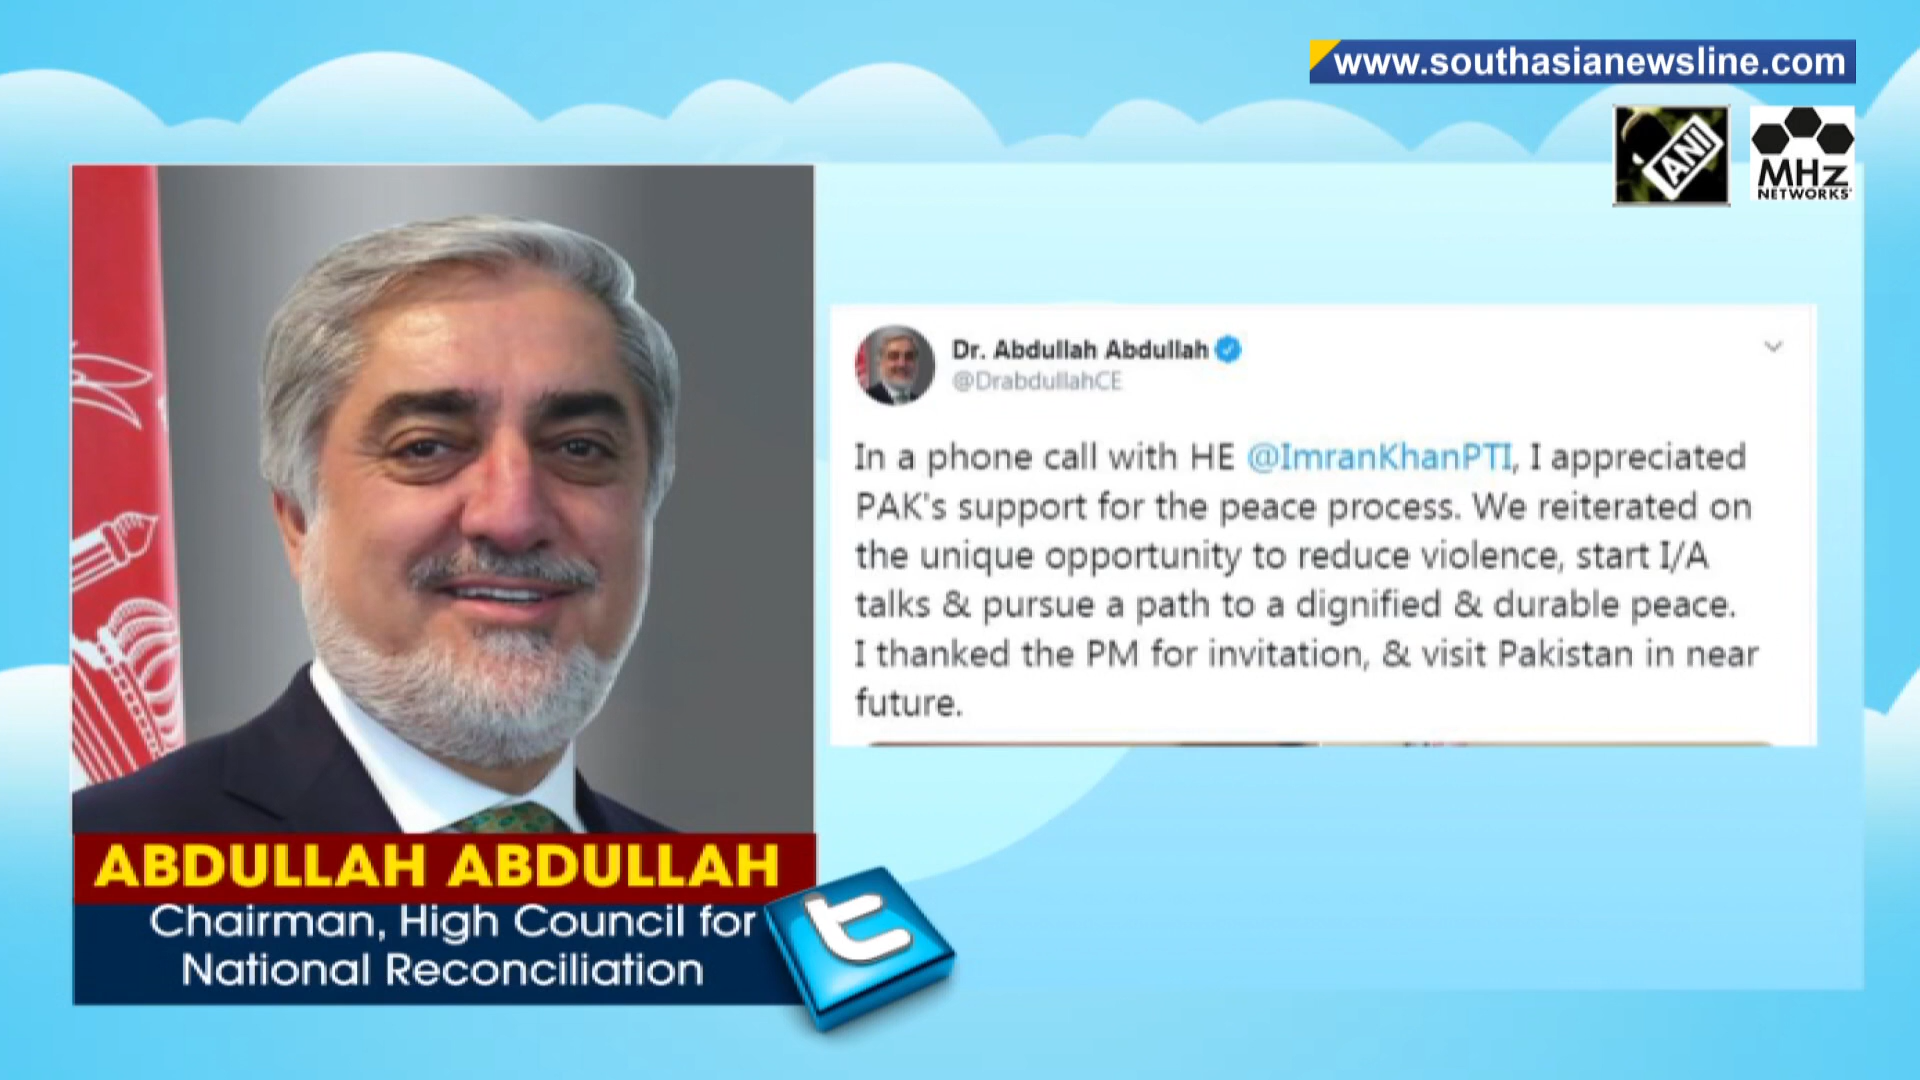 www.southasianewsline.com
ANI
MHz
NETWORKS
Dr. Abdullah Abdullah
@DrabdullahCE
In a phone call with HE @ImranKhanPTI, I appreciated
PAK's support for the peace process. We reiterated on
the unique opportunity to reduce violence, start I/A
talks & pursue a path to a dignified & durable peace.
I thanked the PM for invitation, & visit Pakistan in near
future.
ABDULLAH ABDULLAH
Chairman, High Council for
National Reconciliation